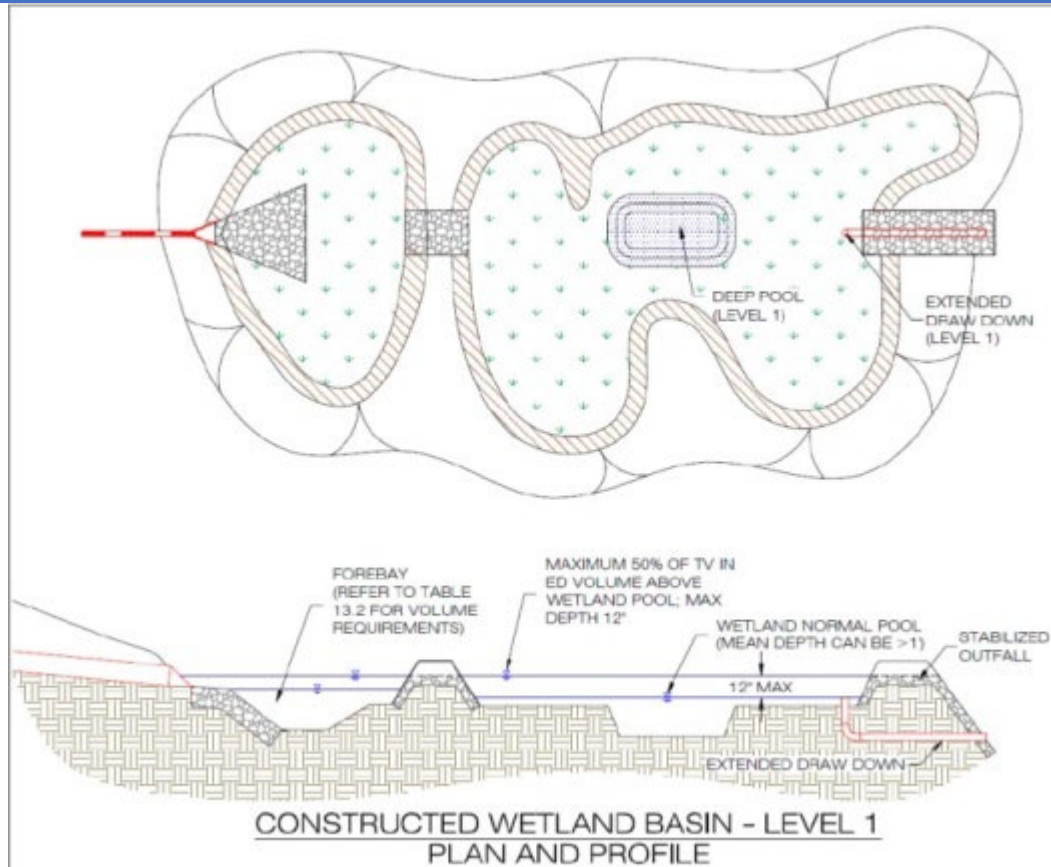 DEEP POOL
(LEVEL 1)
EXTENDED
DRAW DOWN
(LEVEL 1)
FOREBAY
(REFER TO TABLE
13.2 FOR VOLUME
REQUIREMENTS)
MAXIMUM 50% OF TV IN
ED VOLUME ABOVE
WETLAND POOL; MAX
DEPTH 12"
WETLAND NORMAL POOL
(MEAN DEPTH CAN BE >1)
STABILIZED
OUTFALL
12" MAX
EXTENDED DRAW DOWN
CONSTRUCTED WETLAND BASIN - LEVEL 1
PLAN AND PROFILE